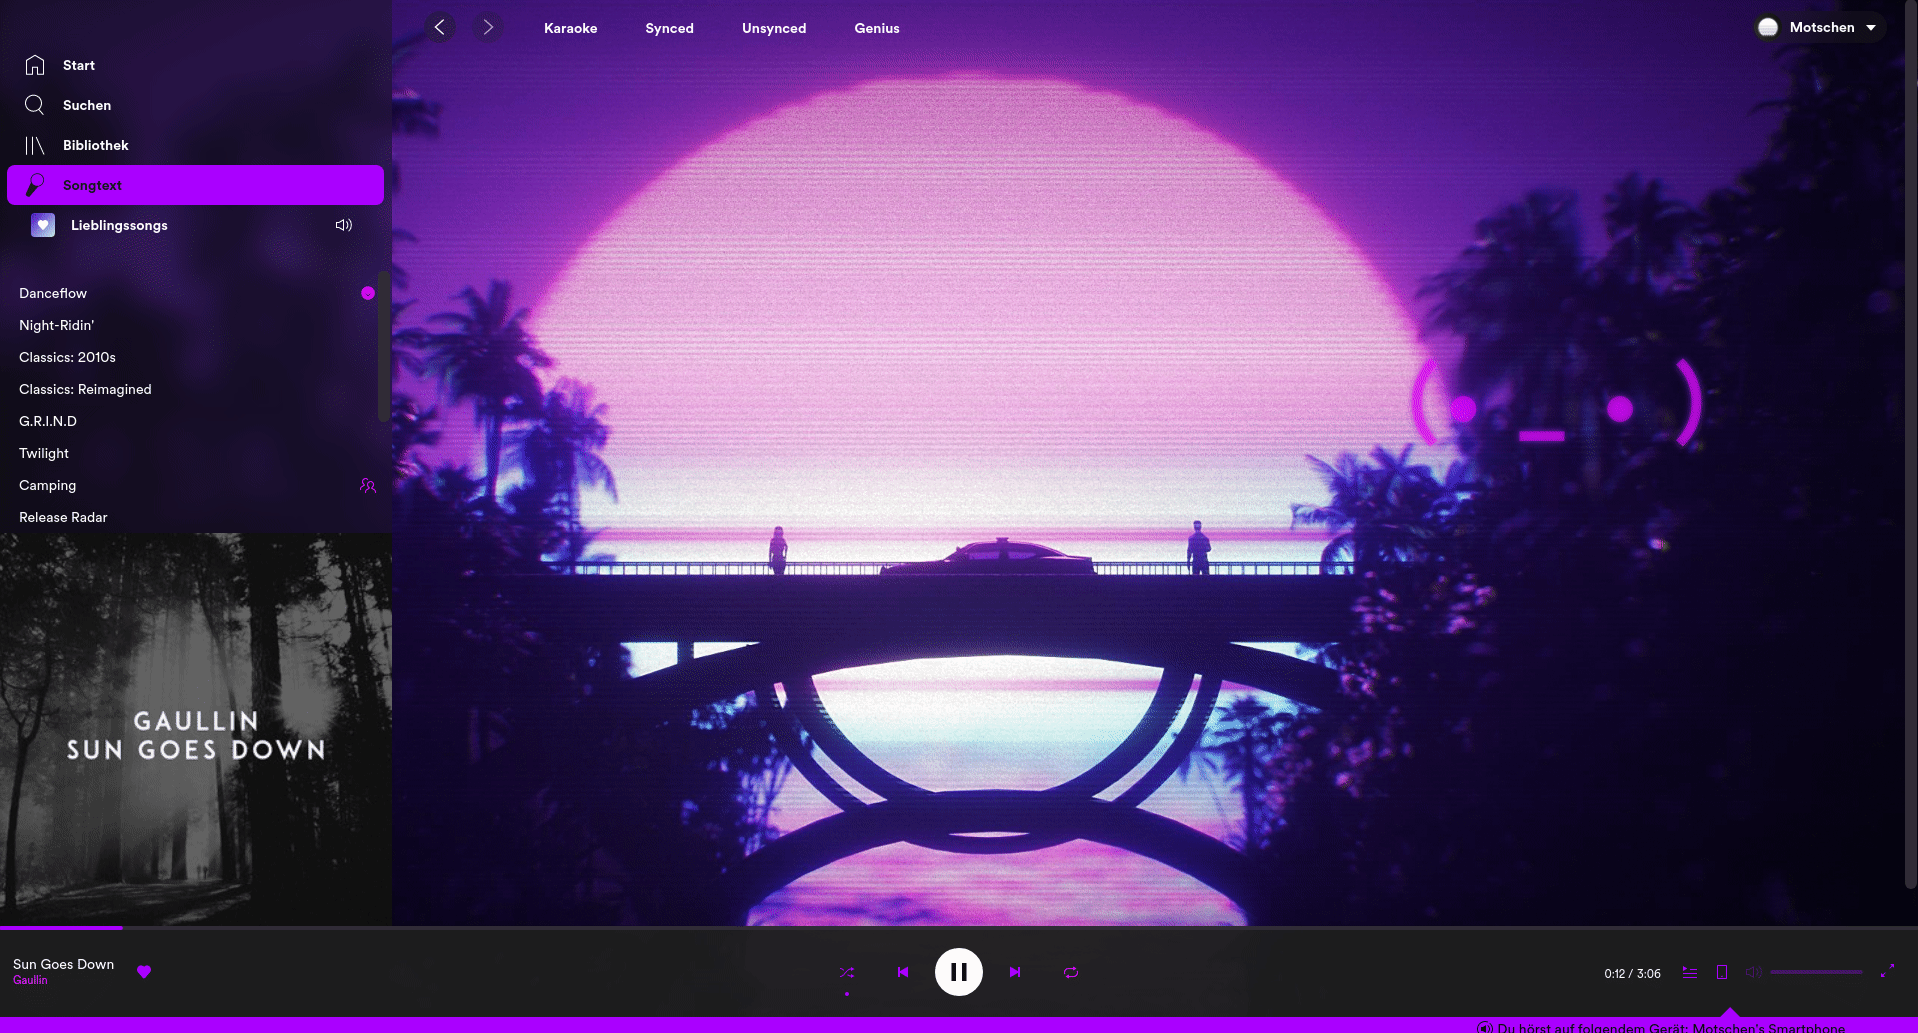 Karaoke Synced Unsynced Genius
Motschen
Start
Suchen
Bibliothek
Songtext
Lieblingssongs
Danceflow
Night-Ridin'
Classics: 2010s
Classics: Reimagined
G.R.I.N.D
Twilight
Camping
Release Radar
GAULLIN
SUN GOES DOWN
Sun Goes Down
Gaullin
0:12 / 3:06
Du hörst auf folgendem Gerät: Motschen's Smartphone